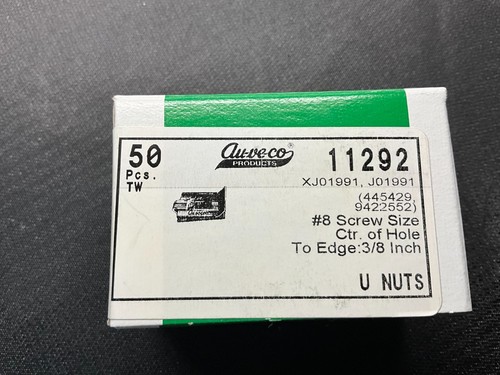 50
Pcs.
TW
au-ve-co
PRODUCTS
11292
XJ01991, J01991
(445429,
9422552)
#8 Screw Size
Ctr. of Hole
To Edge:3/8 Inch
U NUTS